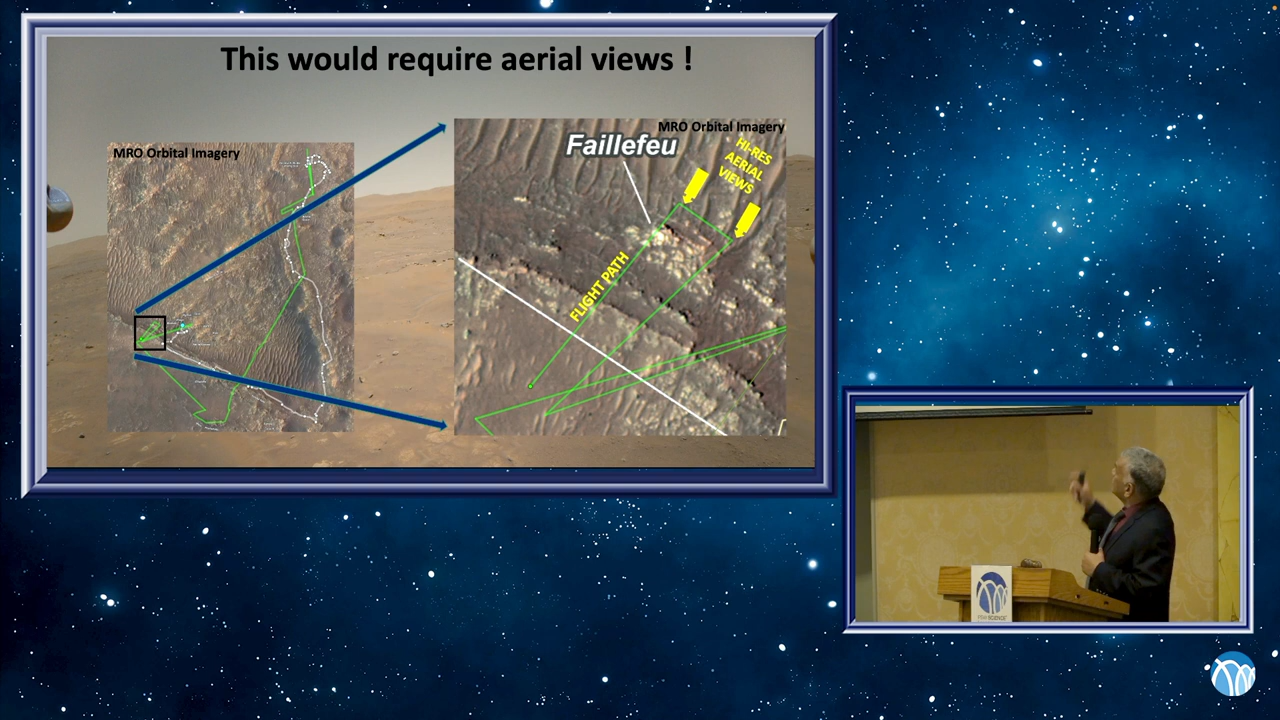 This would require aerial views !
MRO Orbital Imagery
MRO Orbital Imagery
Faillefeu
HI-RES
AERIAL
VIEWS
FLIGHT PATH